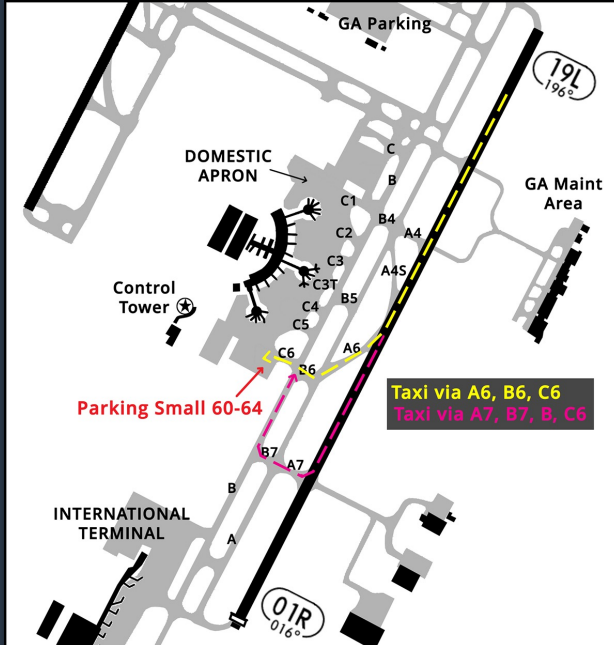 GA Parking
19L
196°
DOMESTIC
APRON
C
B
C1
B4
C2
A4
GA Maint
Area
C3
A4S
C3T
Control
Tower
B5
C4
C5
A6
C6
B6
Parking Small 60-64
Taxi via A6, B6, C6
Taxi via A7, B7, B, C6
B7
A7
B
INTERNATIONAL
TERMINAL
A
01R
016°